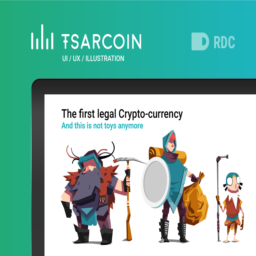 TSARCOIN
UI / UX / ILLUSTRATION
RDC
The first legal Crypto-currency
And this is not toys anymore